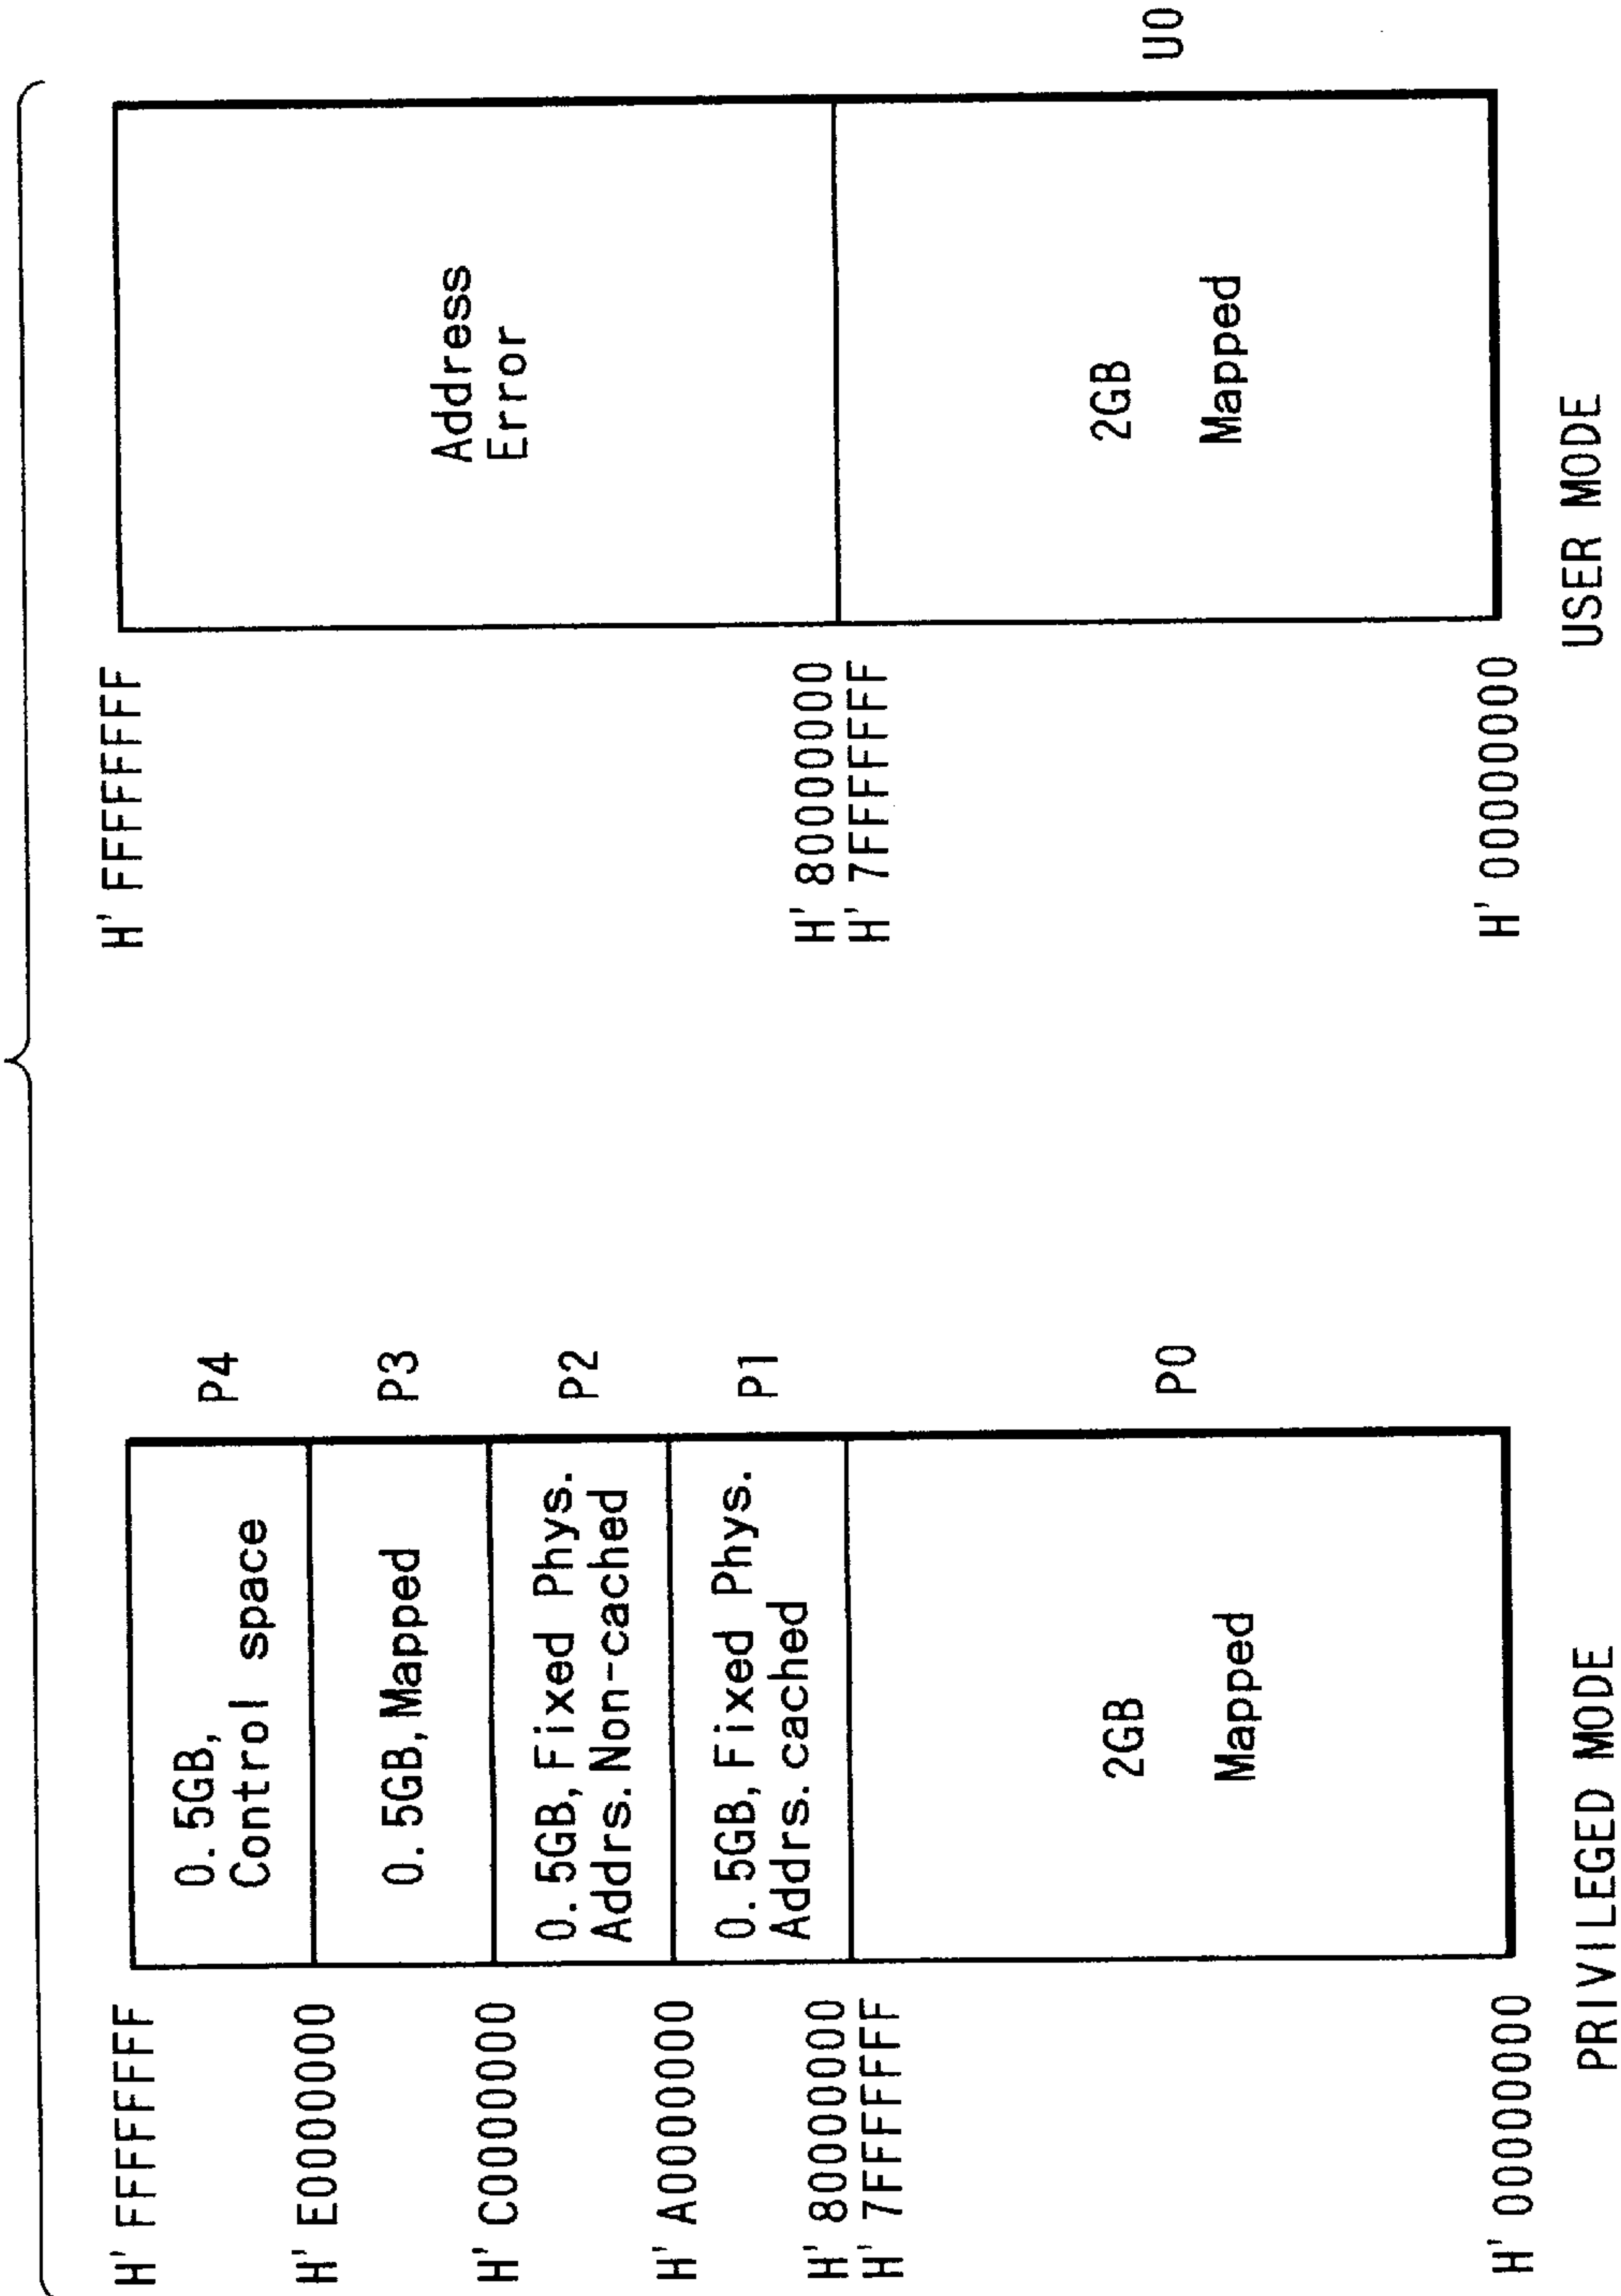 H' FFFFFFFF
0.5GB,
Control space
P4
H' E0000000
0.5GB, Mapped
P3
H' C0000000
0.5GB, Fixed Phys.
Addrs. Non-cached
P2
H' A0000000
0.5GB, Fixed Phys.
Addrs. cached
P1
H' 80000000
H' 7FFFFFFF
2GB
Mapped
P0
H' 00000000
PRIVILEGED MODE
H' FFFFFFFF
Address
Error
H' 80000000
H' 7FFFFFFF
2GB
Mapped
U0
H' 00000000
USER MODE